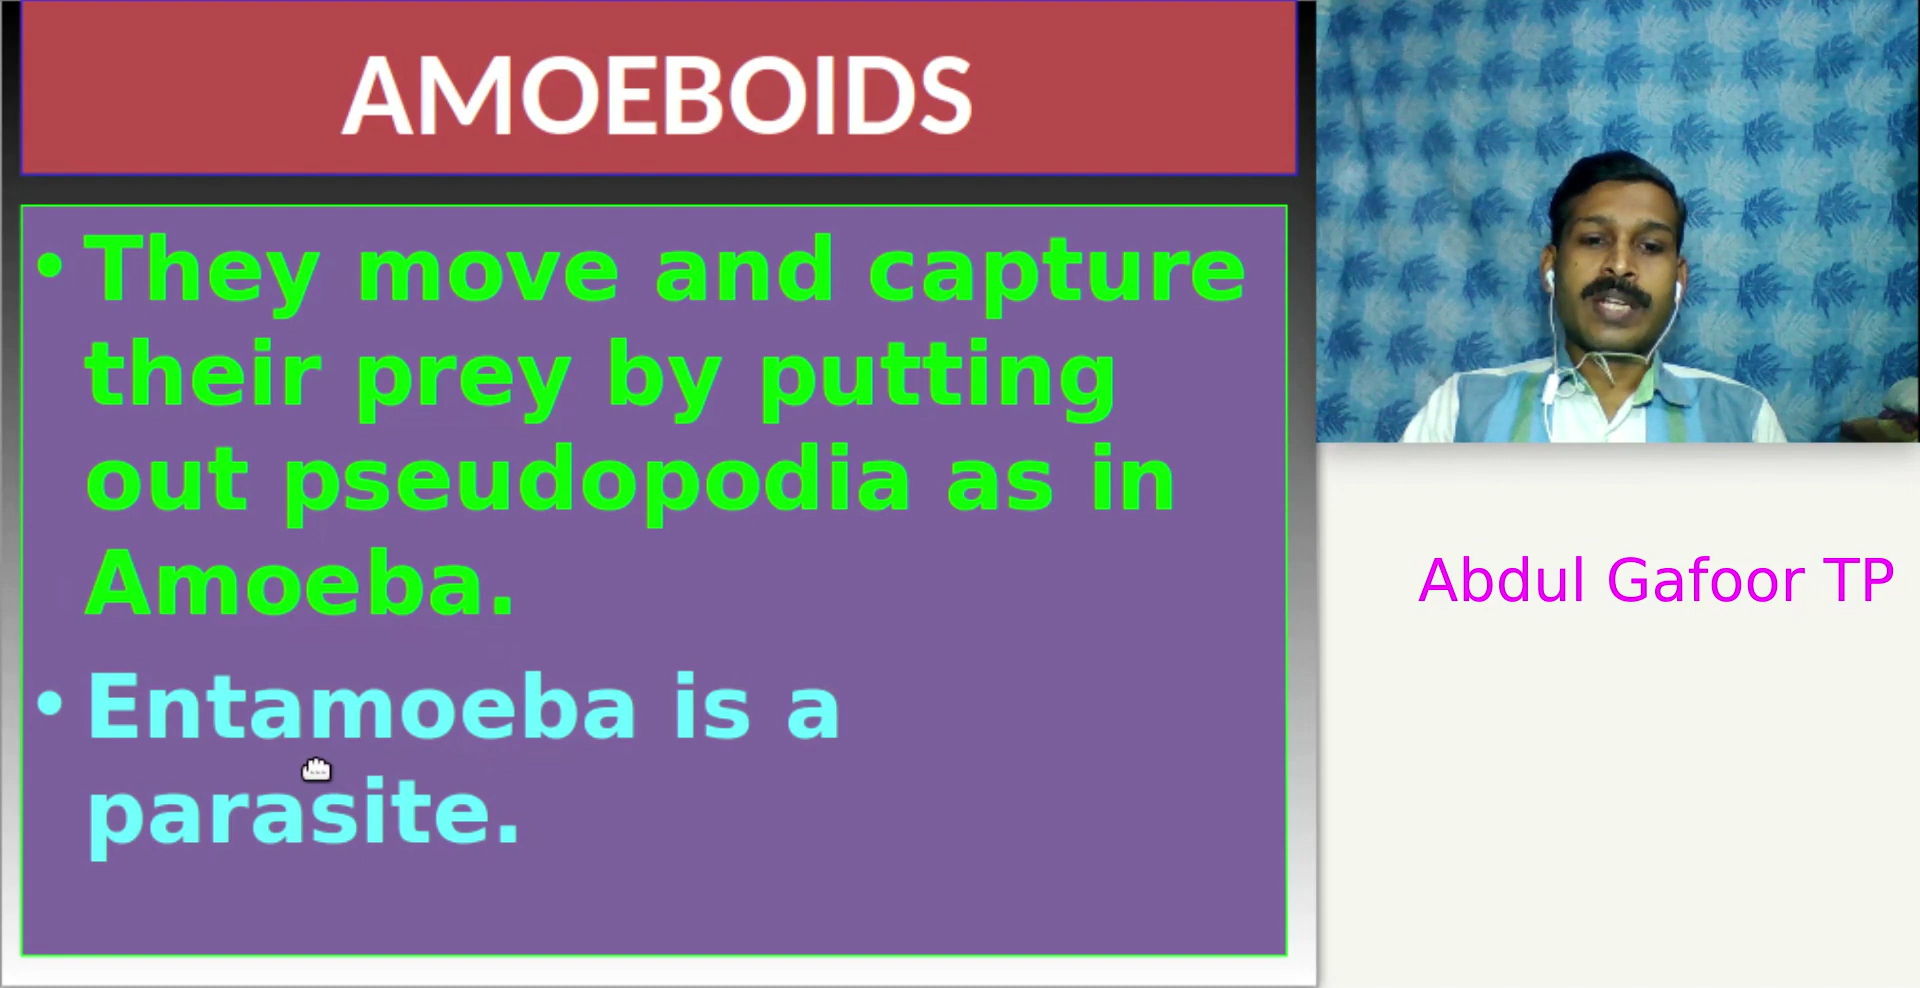 AMOEBOIDS
• They move and capture
their prey by putting
out pseudopodia as in
Amoeba.
• Entamoeba is a
parasite.
Abdul Gafoor TP